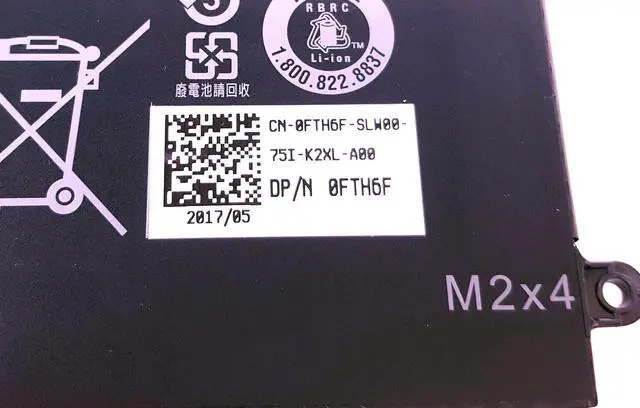 RBRC
Li-ion
TM
1.800.822.8837
廢電池請回收
CN-0FTH6F-SLW00-
75I-K2XL-A00
DP/N 0FTH6F
2017/05
M2x4